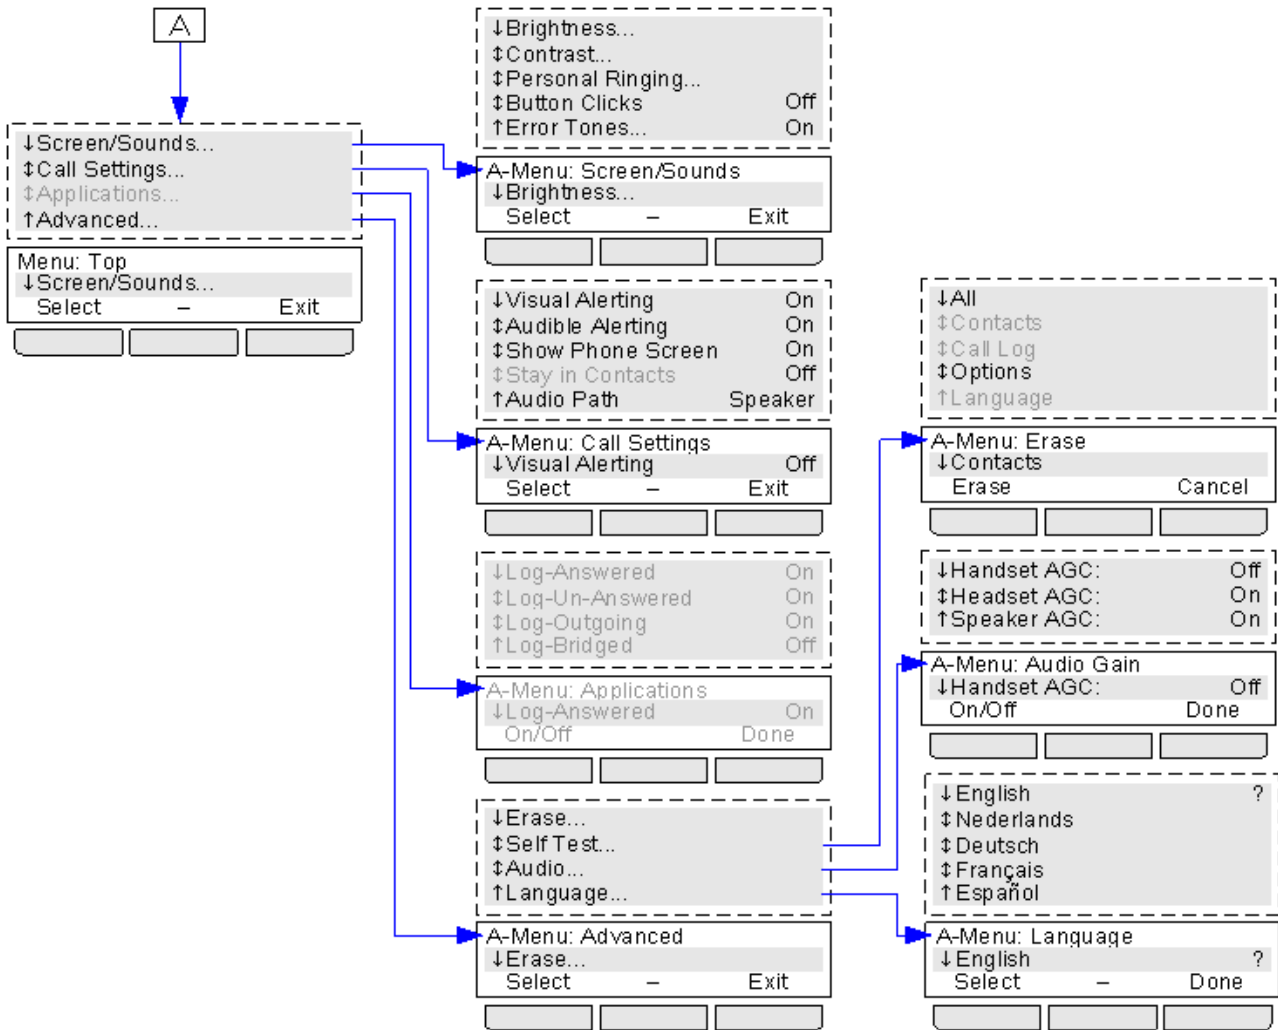 A
↓Screen/Sounds...
↕Call Settings...
↕Applications...
↑Advanced...
Menu: Top
↓Screen/Sounds...
Select – Exit
↓Brightness...
↕Contrast...
↕Personal Ringing...
↕Button Clicks Off
↑Error Tones... On
A-Menu: Screen/Sounds
↓Brightness...
Select – Exit
↓Visual Alerting On
↕Audible Alerting On
↕Show Phone Screen On
↕Stay in Contacts Off
↑Audio Path Speaker
A-Menu: Call Settings
↓Visual Alerting Off
Select – Exit
↓Log-Answered On
↕Log-Un-Answered On
↕Log-Outgoing On
↑Log-Bridged Off
A-Menu: Applications
↓Log-Answered On
On/Off Done
↓Erase...
↕Self Test...
↕Audio...
↑Language...
A-Menu: Advanced
↓Erase...
Select – Exit
↓All
↕Contacts
↕Call Log
↕Options
↑Language
A-Menu: Erase
↓Contacts
Erase Cancel
↓Handset AGC: Off
↕Headset AGC: On
↑Speaker AGC: On
A-Menu: Audio Gain
↓Handset AGC: Off
On/Off Done
↓English ?
↕Nederlands
↕Deutsch
↕Français
↑Español
A-Menu: Language
↓English ?
Select – Done